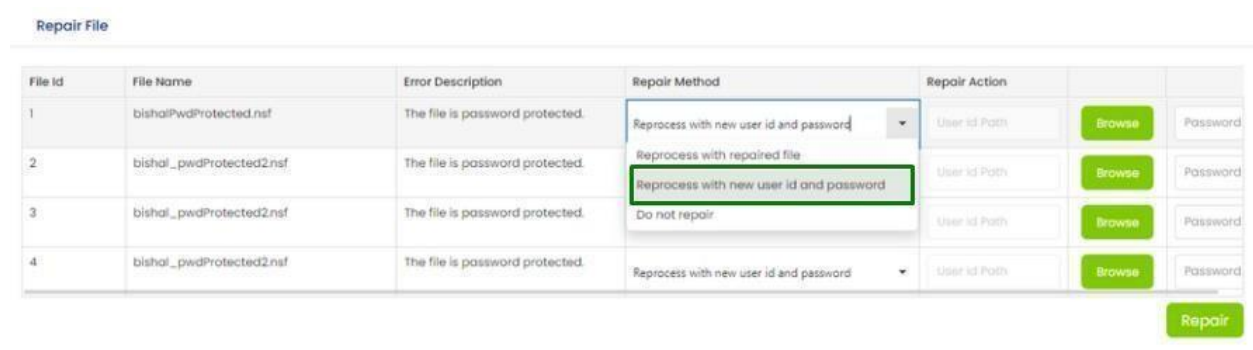 Repair File
File Id File Name Error Description Repair Method Repair Action
1 bishalPwdProtected.nsf The file is password protected. Reprocess with new user id and password User Id Path Browse Password
Reprocess with repaired file
2 bishal_pwdProtected2.nsf The file is password protected. User Id Path Browse Password
Reprocess with new user id and password
3 bishal_pwdProtected2.nsf The file is password protected. Do not repair User Id Path Browse Password
4 bishal_pwdProtected2.nsf The file is password protected. Reprocess with new user id and password User Id Path Browse Password
Repair